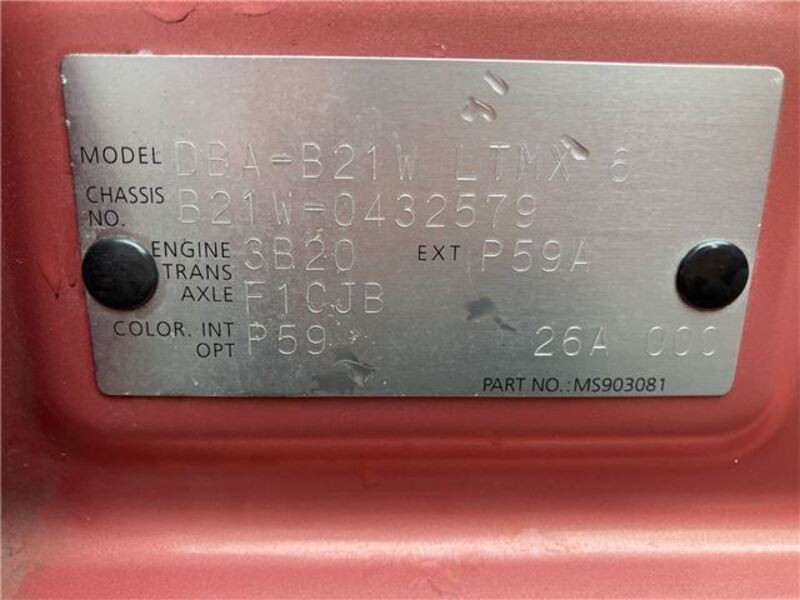 MODEL DBA-B21W LTMX 6
CHASSIS NO. B21W-0432579
ENGINE 3B20 EXT P59A
TRANS AXLE F1CJB
COLOR. INT OPT P59 26A 000
PART NO.: MS903081